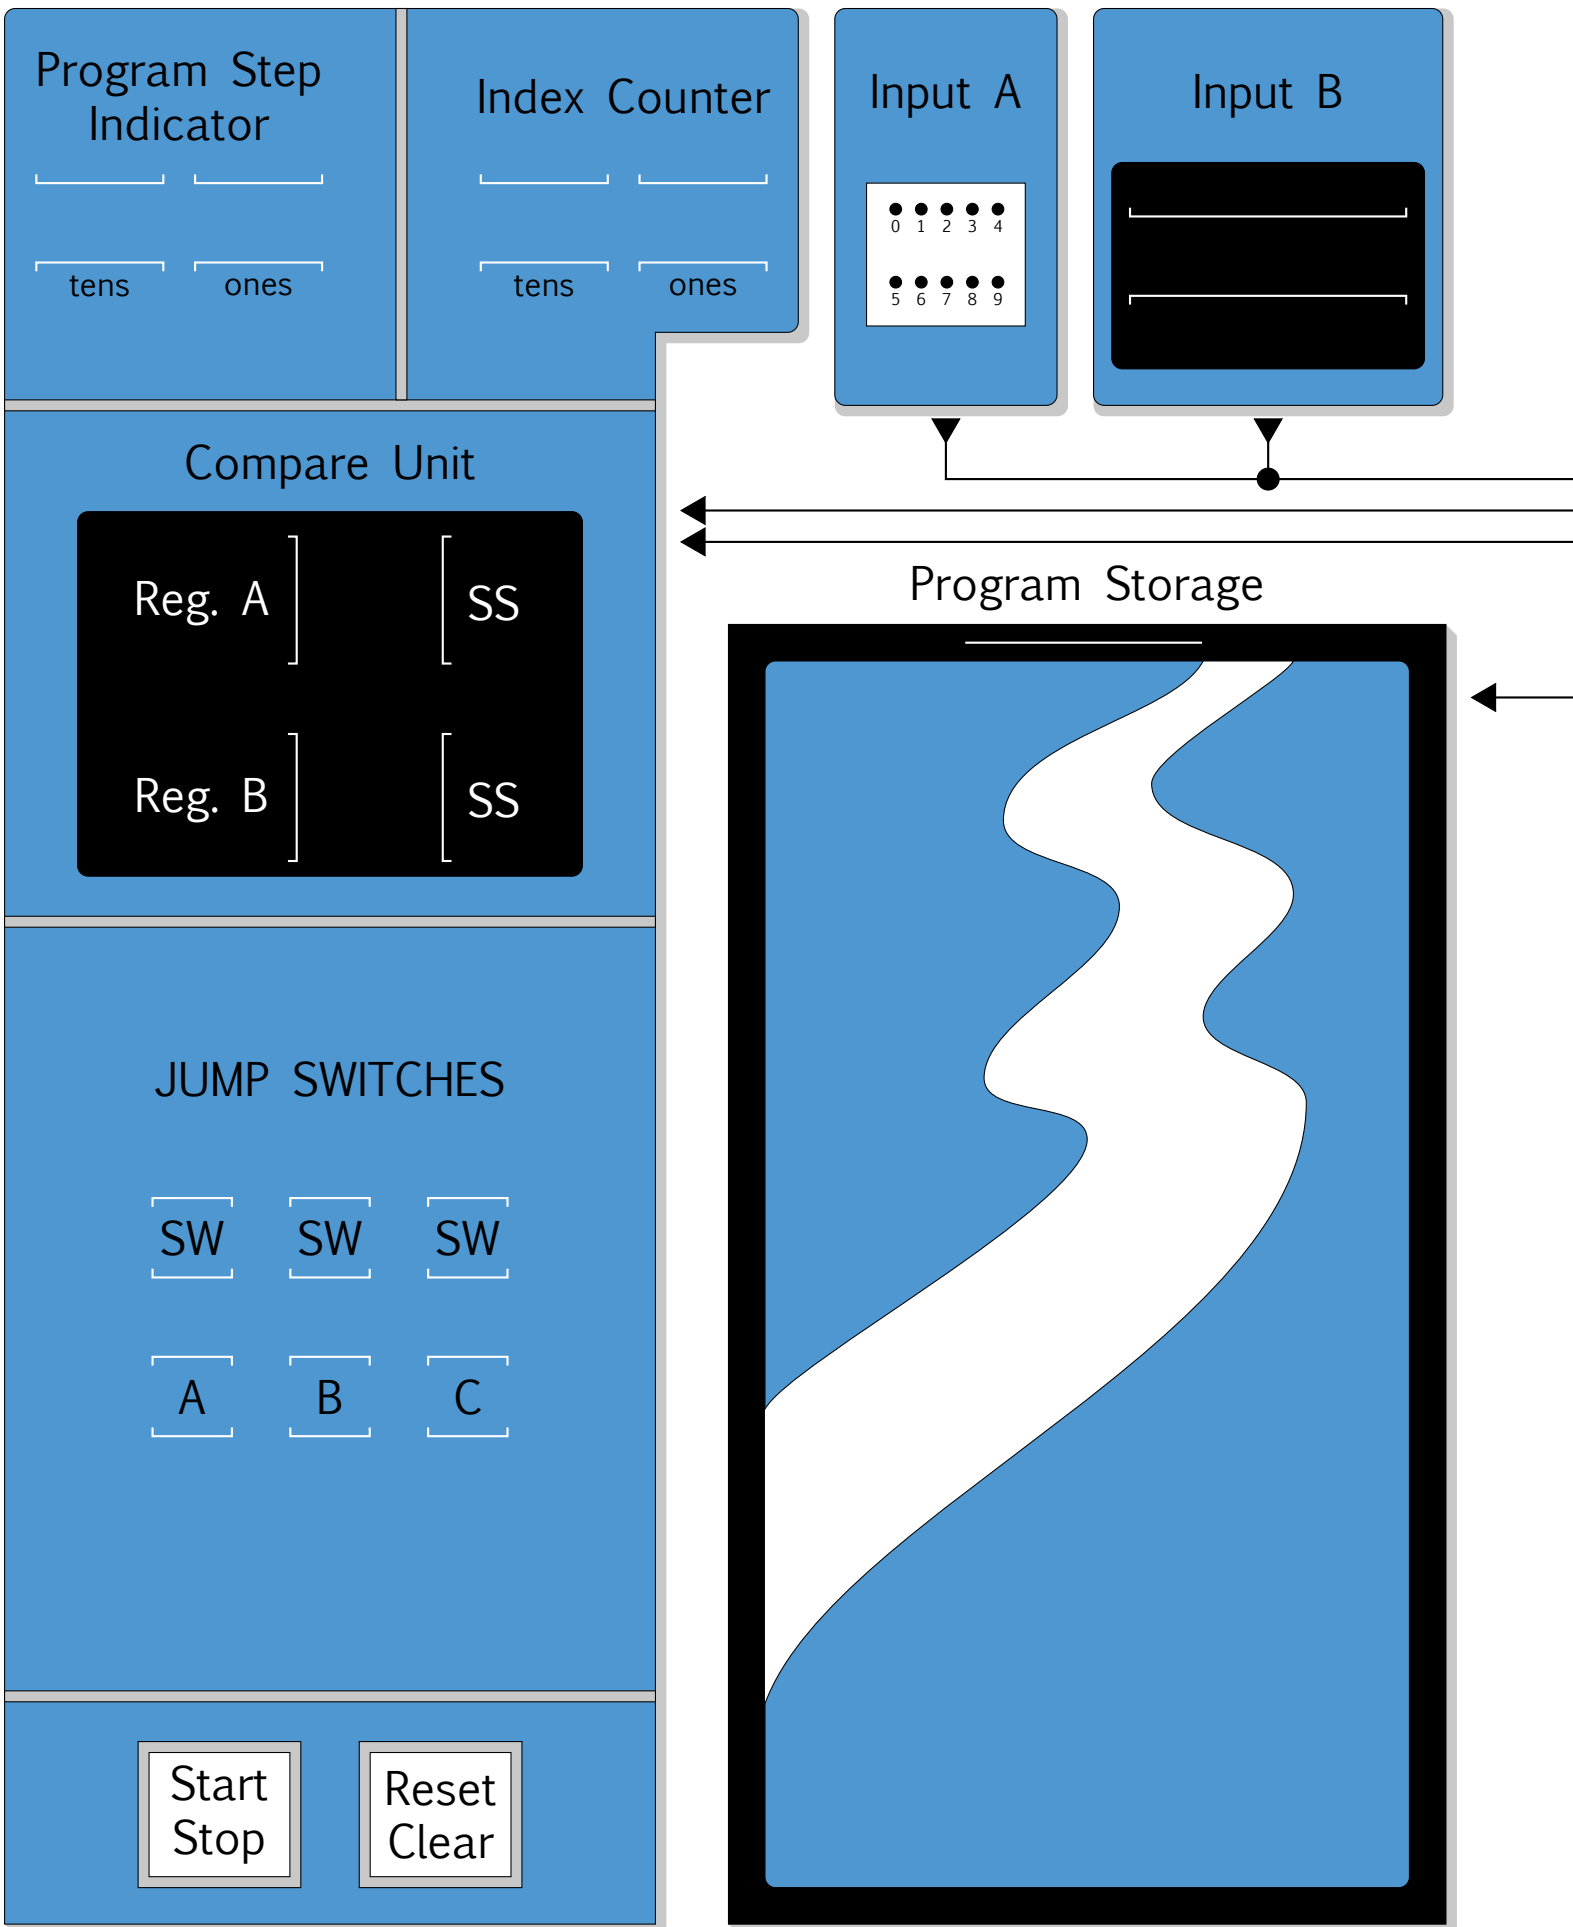 Program Step
Indicator
tens ones
Index Counter
tens ones
Input A
0 1 2 3 4
5 6 7 8 9
Input B
Compare Unit
Reg. A SS
Reg. B SS
JUMP SWITCHES
SW SW SW
A B C
Start
Stop
Reset
Clear
Program Storage